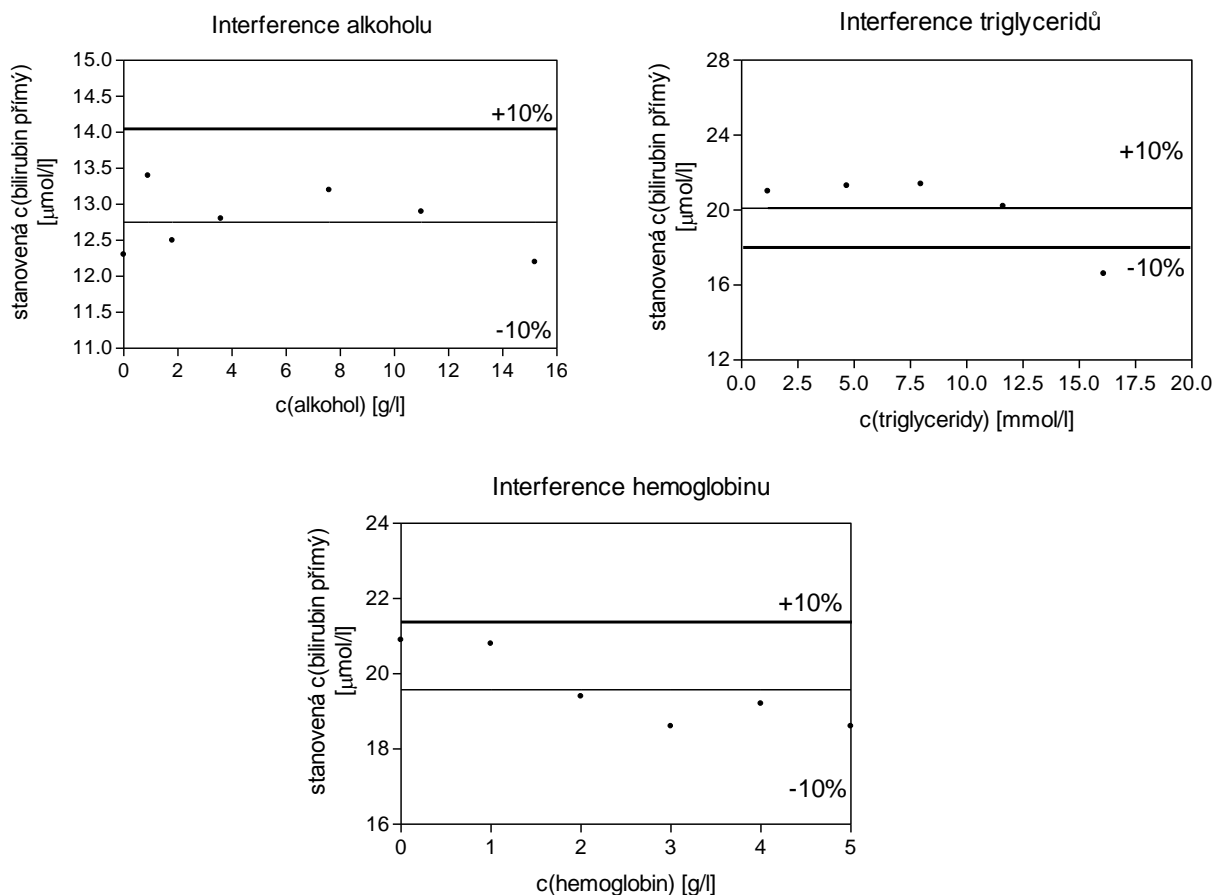 Interference alkoholu
stanovená c(bilirubin přímý)
[μmol/l]
15.0
14.5
14.0
13.5
13.0
12.5
12.0
11.5
11.0
+10%
-10%
0 2 4 6 8 10 12 14 16
c(alkohol) [g/l]
Interference triglyceridů
stanovená c(bilirubin přímý)
[μmol/l]
28
24
20
16
12
+10%
-10%
0.0 2.5 5.0 7.5 10.0 12.5 15.0 17.5 20.0
c(triglyceridy) [mmol/l]
Interference hemoglobinu
stanovená c(bilirubin přímý)
[μmol/l]
24
22
20
18
16
+10%
-10%
0 1 2 3 4 5
c(hemoglobin) [g/l]